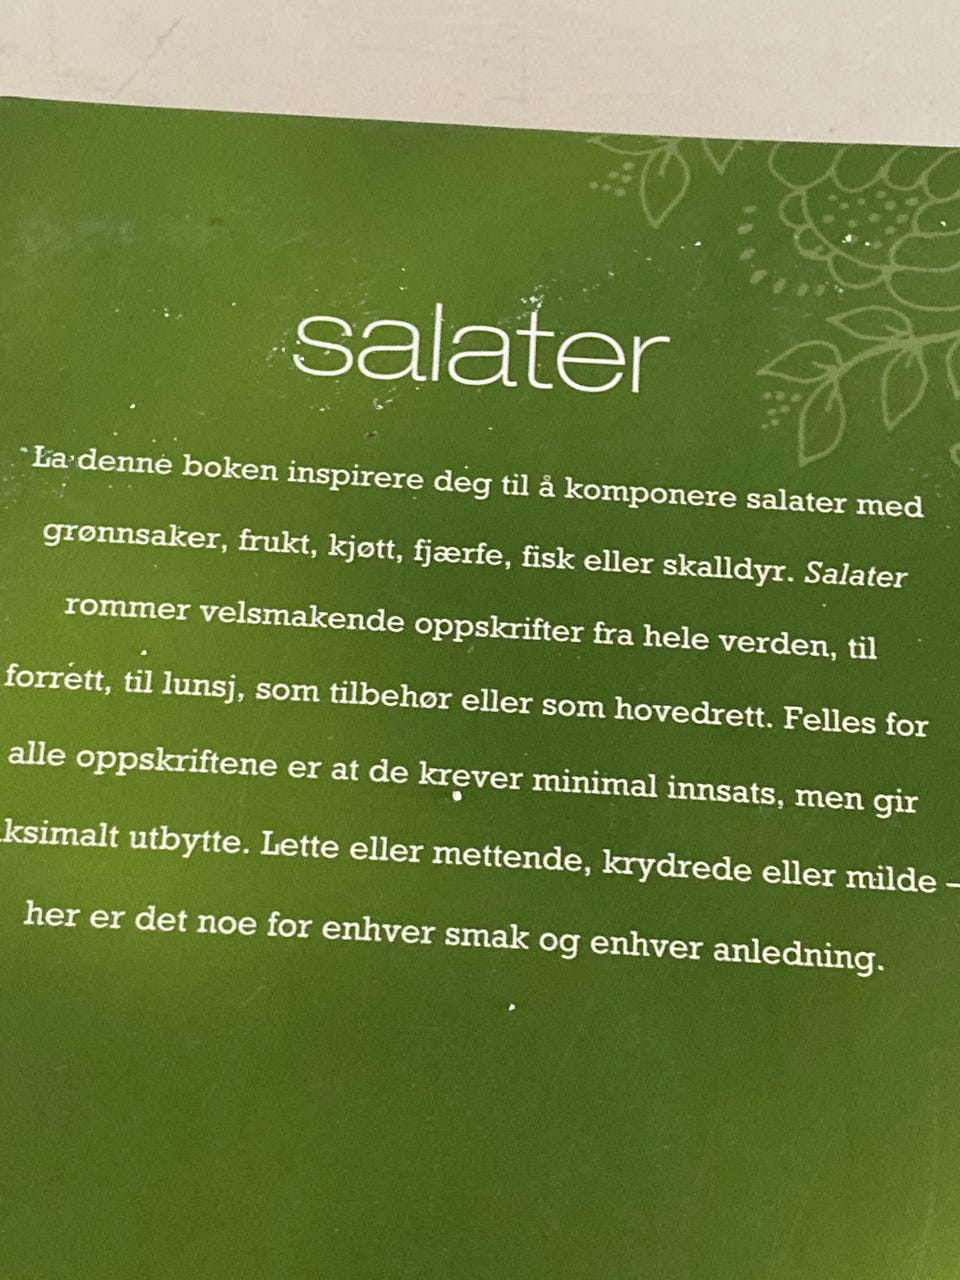 salater
La denne boken inspirere deg til å komponere salater med
grønnsaker, frukt, kjøtt, fjærfe, fisk eller skalldyr. Salater
rommer velsmakende oppskrifter fra hele verden, til
forrett, til lunsj, som tilbehør eller som hovedrett. Felles for
alle oppskriftene er at de krever minimal innsats, men gir
ksimalt utbytte. Lette eller mettende, krydrede eller milde –
her er det noe for enhver smak og enhver anledning.